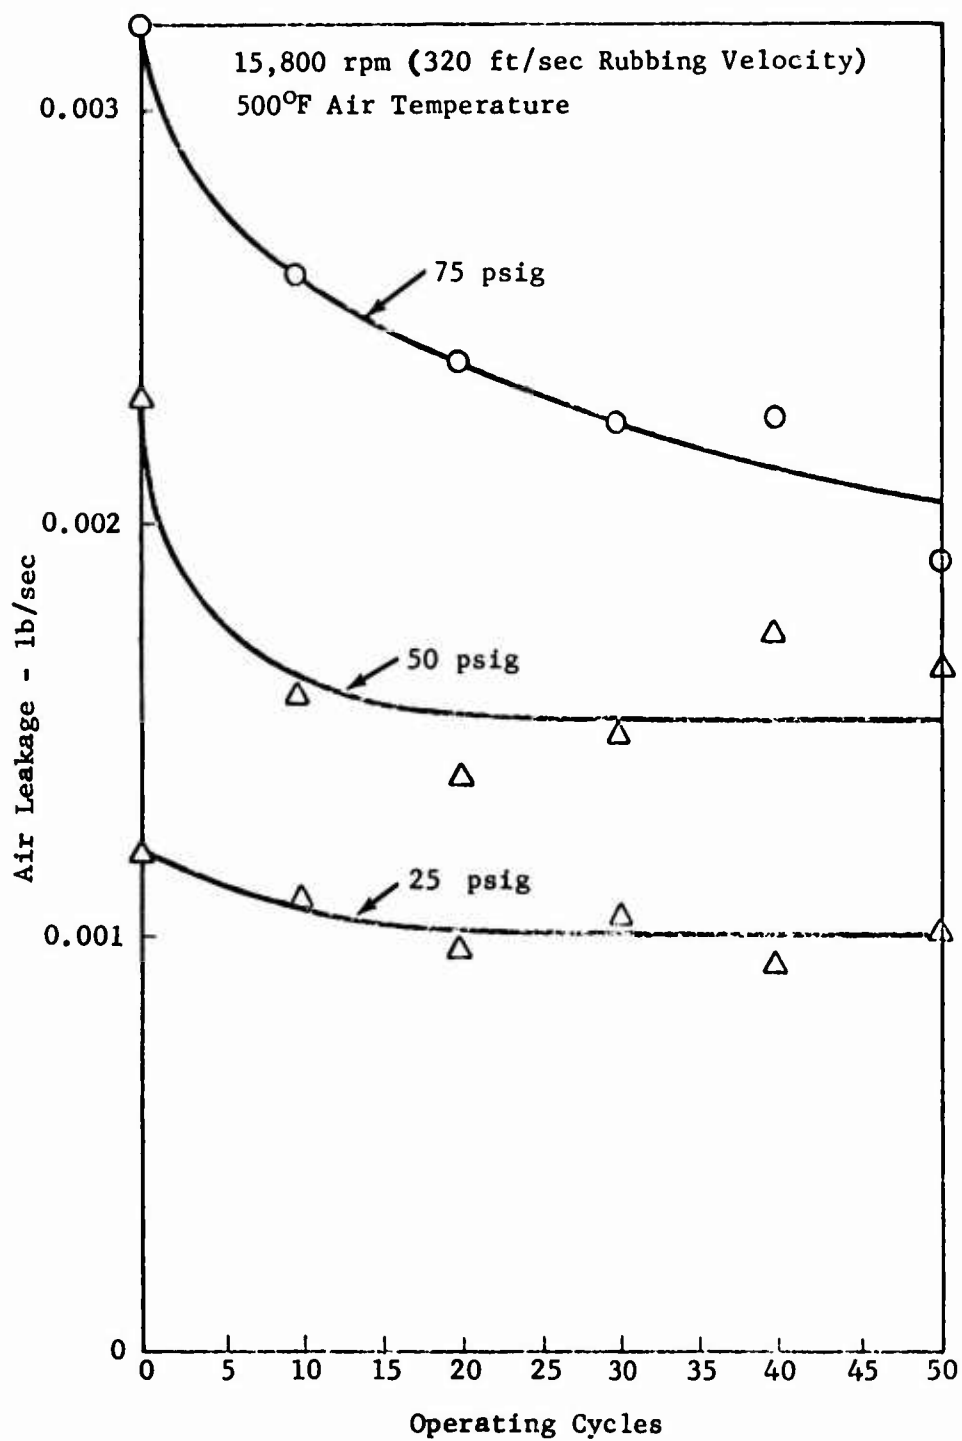 15,800 rpm (320 ft/sec Rubbing Velocity)
500°F Air Temperature
0.003
75 psig
0.002
50 psig
Air Leakage - lb/sec
25 psig
0.001
0
0 5 10 15 20 25 30 35 40 45 50
Operating Cycles